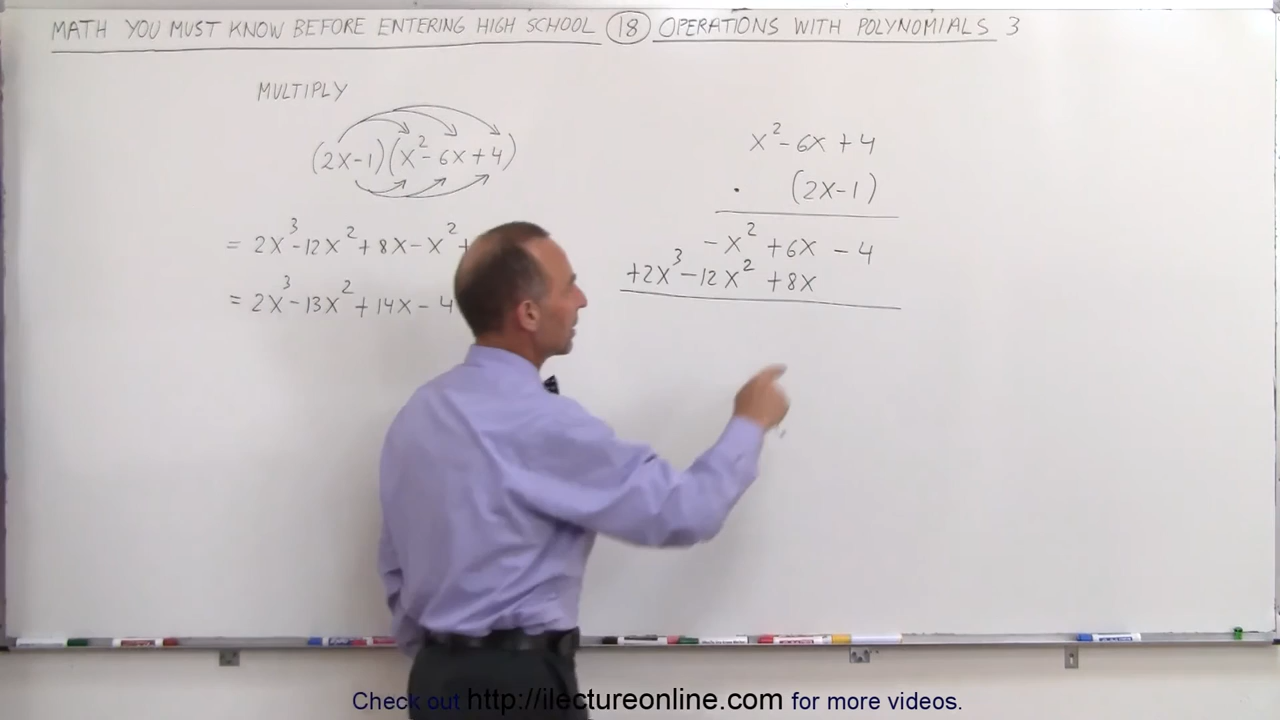 MATH YOU MUST KNOW BEFORE ENTERING HIGH SCHOOL 18 OPERATIONS WITH POLYNOMIALS 3
MULTIPLY
(2X-1)(X²-6X+4)
= 2X³-12X²+8X-X²+
= 2X³-13X²+14X-4
X²-6X+4
· (2X-1)
-X²+6X-4
+2X³-12X²+8X
Check out http://ilectureonline.com for more videos.